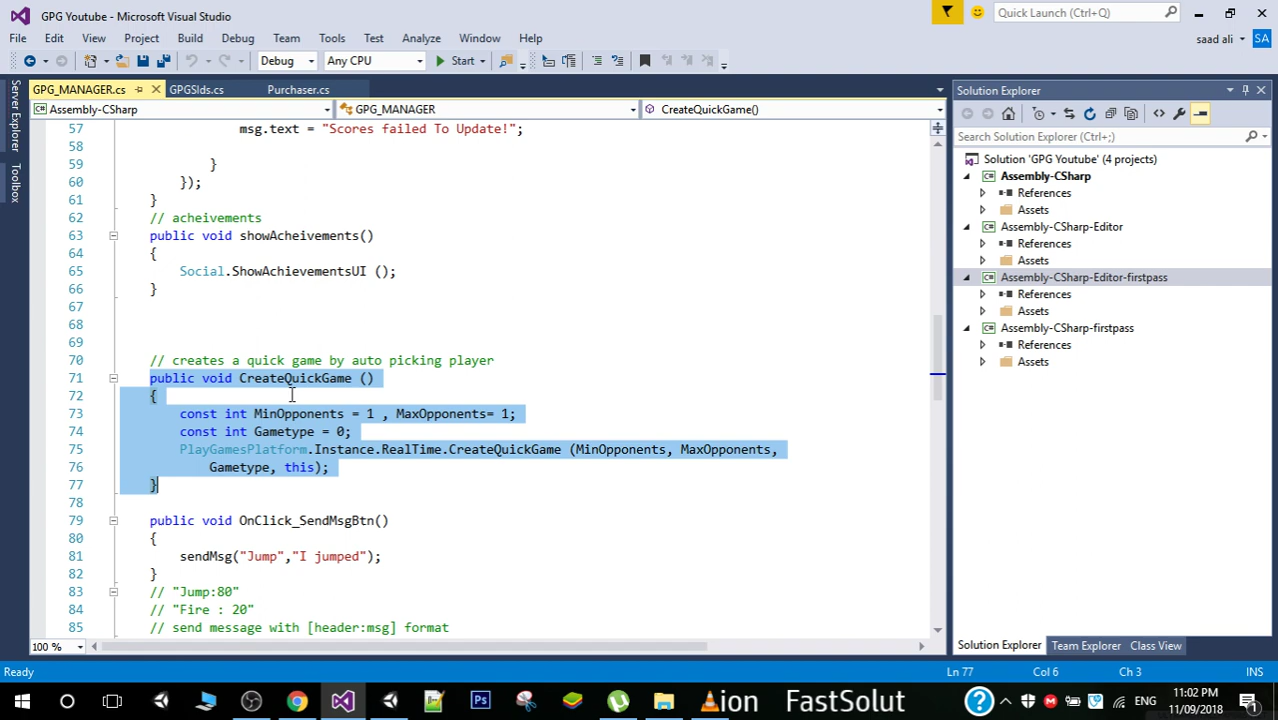 GPG Youtube - Microsoft Visual Studio
Quick Launch (Ctrl+Q)
File Edit View Project Build Debug Team Tools Test Analyze Window Help
saad ali SA
Debug Any CPU Start
GPG_MANAGER.cs GPGSIds.cs Purchaser.cs
Assembly-CSharp GPG_MANAGER CreateQuickGame()
Server Explorer
Toolbox
57 msg.text = "Scores failed To Update!";
58
59 }
60 });
61 }
62 // acheivements
63 public void showAcheivements()
64 {
65 Social.ShowAchievementsUI ();
66 }
67
68
69
70 // creates a quick game by auto picking player
71 public void CreateQuickGame ()
72 {
73 const int MinOpponents = 1 , MaxOpponents= 1;
74 const int Gametype = 0;
75 PlayGamesPlatform.Instance.RealTime.CreateQuickGame (MinOpponents, MaxOpponents,
76 Gametype, this);
77 }
78
79 public void OnClick_SendMsgBtn()
80 {
81 sendMsg("Jump","I jumped");
82 }
83 // "Jump:80"
84 // "Fire : 20"
85 // send message with [header:msg] format
100 %
Solution Explorer
Search Solution Explorer (Ctrl+;)
Solution 'GPG Youtube' (4 projects)
Assembly-CSharp
References
Assets
Assembly-CSharp-Editor
References
Assets
Assembly-CSharp-Editor-firstpass
References
Assets
Assembly-CSharp-firstpass
References
Assets
Solution Explorer Team Explorer Class View
Ready Ln 77 Col 6 Ch 3 INS
ion FastSolut
ENG 11:02 PM
11/09/2018
1